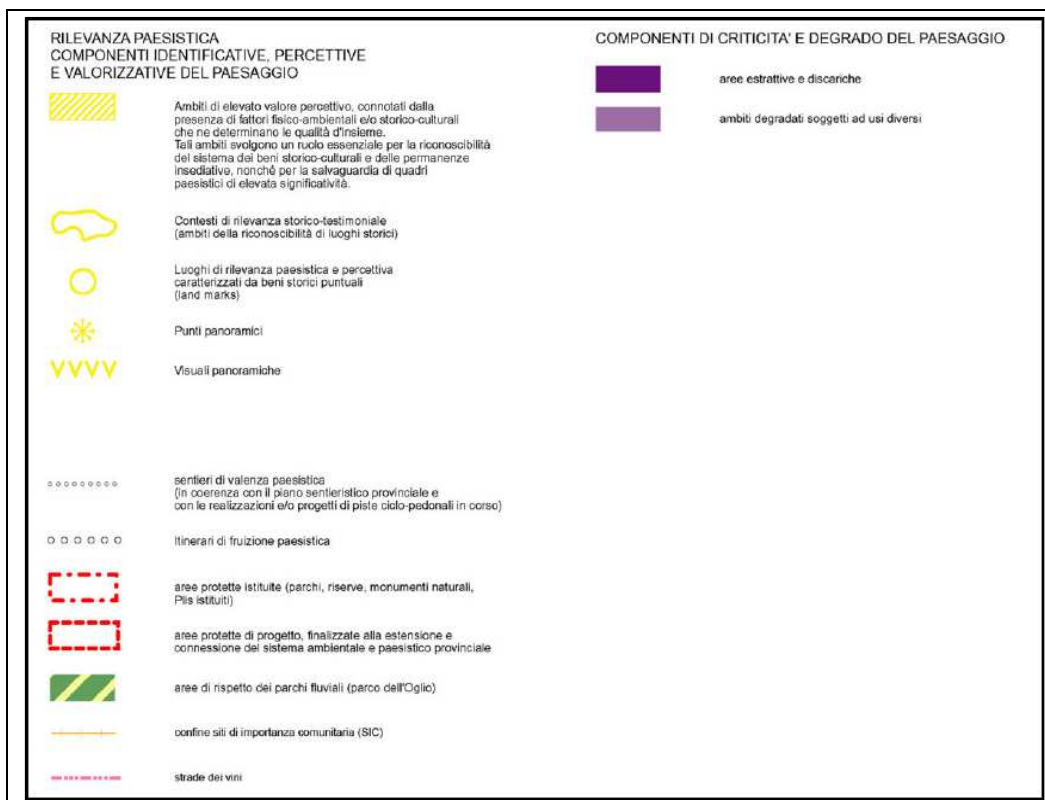 RILEVANZA PAESISTICA
COMPONENTI IDENTIFICATIVE, PERCETTIVE
E VALORIZZATIVE DEL PAESAGGIO
Ambiti di elevato valore percettivo, connotati dalla
presenza di fattori fisico-ambientali e/o storico-culturali
che ne determinano le qualità d'insieme.
Tali ambiti svolgono un ruolo essenziale per la riconoscibilità
del sistema dei beni storico-culturali e delle permanenze
insediative, nonché per la salvaguardia di quadri
paesistici di elevata significatività.
Contesti di rilevanza storico-testimoniale
(ambiti della riconoscibilità di luoghi storici)
Luoghi di rilevanza paesistica e percettiva
caratterizzati da beni storici puntuali
(land marks)
Punti panoramici
Visuali panoramiche
sentieri di valenza paesistica
(in coerenza con il piano sentieristico provinciale e
con le realizzazioni e/o progetti di piste ciclo-pedonali in corso)
Itinerari di fruizione paesistica
aree protette istituite (parchi, riserve, monumenti naturali,
Plis istituiti)
aree protette di progetto, finalizzate alla estensione e
connessione del sistema ambientale e paesistico provinciale
aree di rispetto dei parchi fluviali (parco dell'Oglio)
confine siti di importanza comunitaria (SIC)
strade dei vini
COMPONENTI DI CRITICITA' E DEGRADO DEL PAESAGGIO
aree estrattive e discariche
ambiti degradati soggetti ad usi diversi